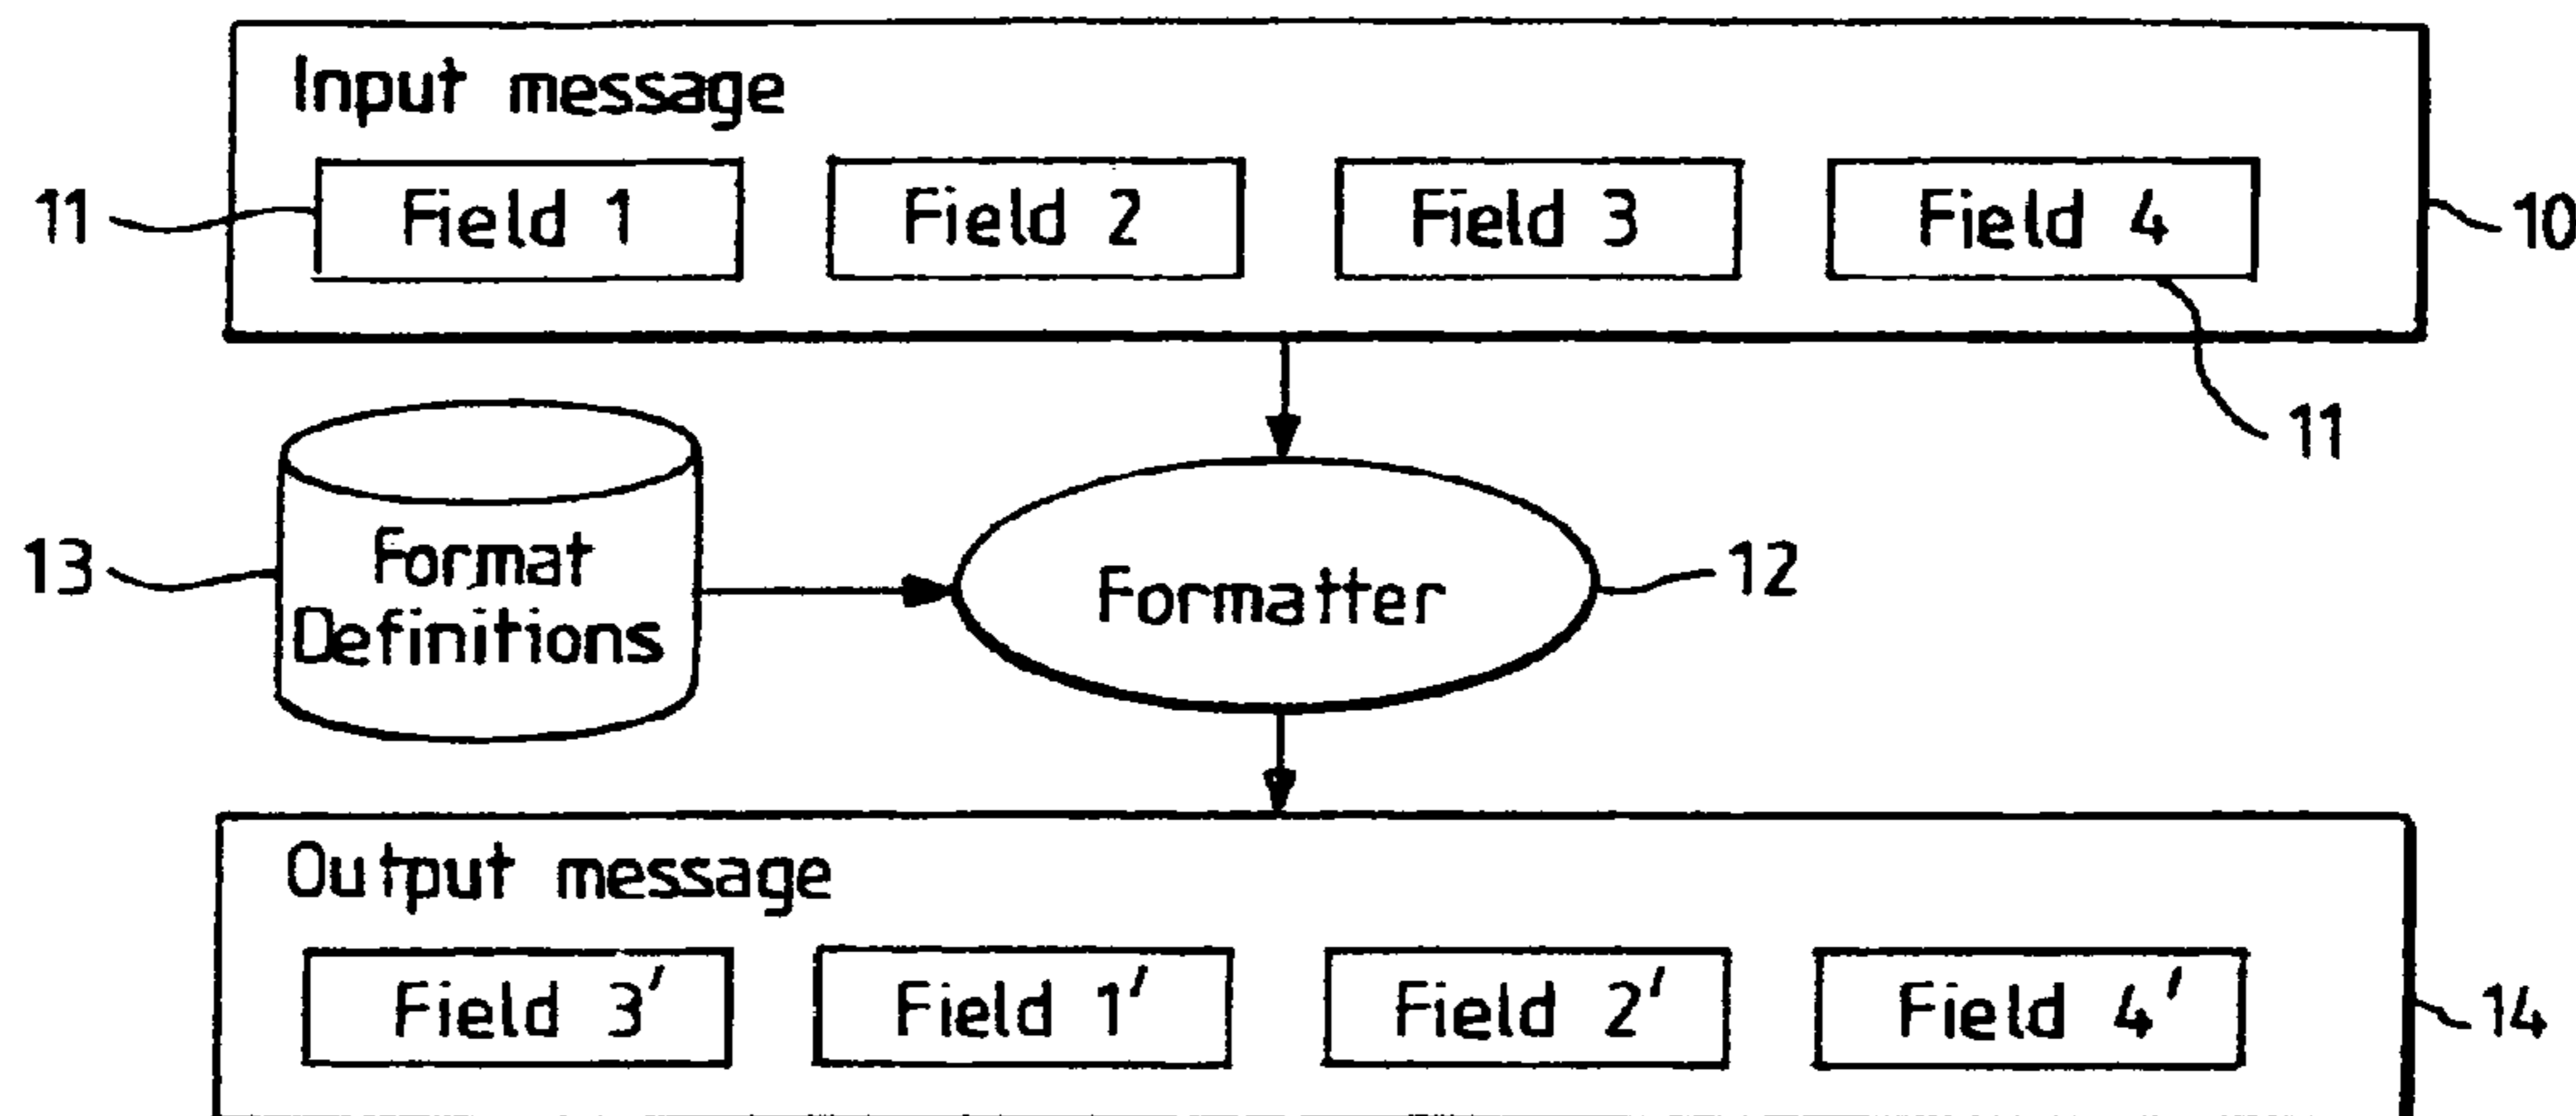 Input message
11 Field 1 Field 2 Field 3 Field 4 10
11
13 Format Definitions Formatter 12
Output message
Field 3' Field 1' Field 2' Field 4' 14